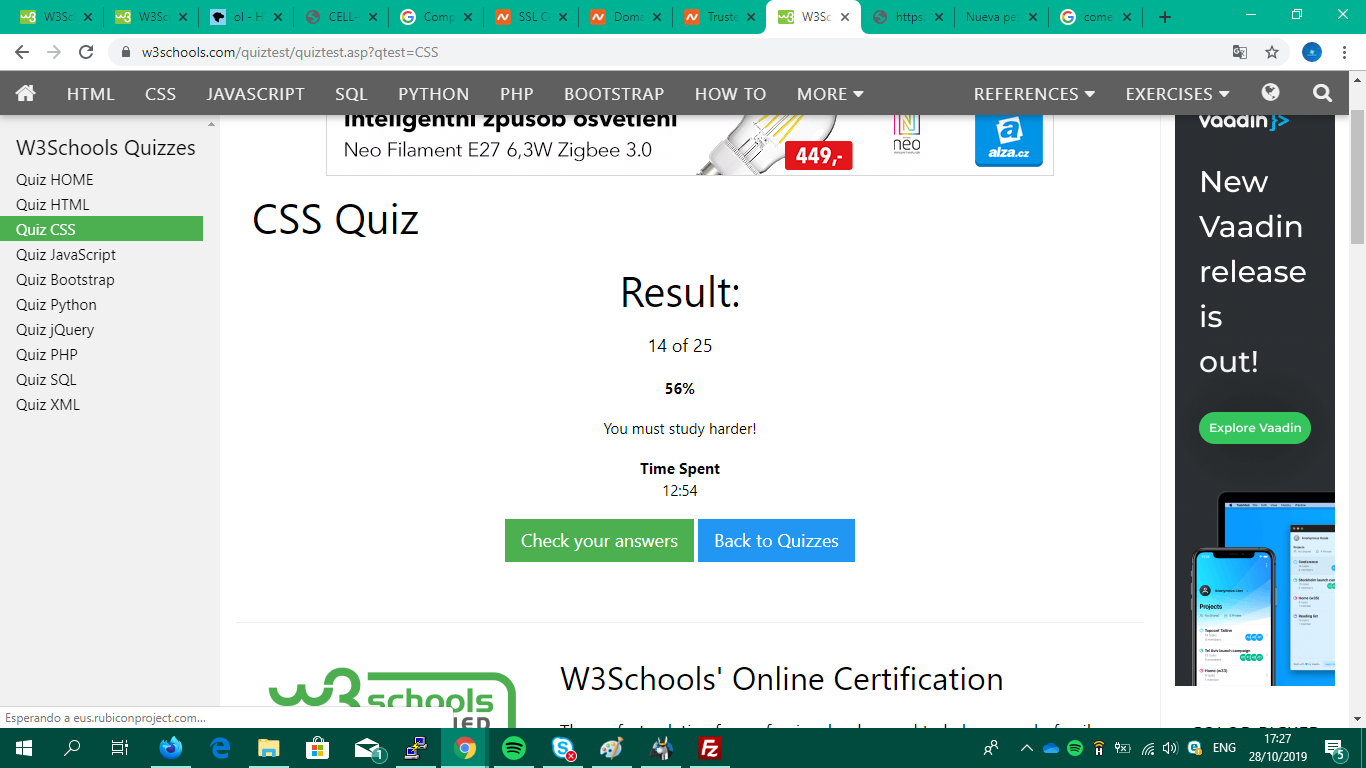 W3Sc
W3Sc
ol - H
CELL-
Comp
SSL C
Doma
Truste
W3Sc
https
Nueva pe
come
w3schools.com/quiztest/quiztest.asp?qtest=CSS
HTML CSS JAVASCRIPT SQL PYTHON PHP BOOTSTRAP HOW TO MORE REFERENCES EXERCISES
W3Schools Quizzes
Quiz HOME
Quiz HTML
Quiz CSS
Quiz JavaScript
Quiz Bootstrap
Quiz Python
Quiz jQuery
Quiz PHP
Quiz SQL
Quiz XML
Inteligentní způsob osvětlení
Neo Filament E27 6,3W Zigbee 3.0
449,-
neo
alza.cz
CSS Quiz
Result:
14 of 25
56%
You must study harder!
Time Spent
12:54
Check your answers
Back to Quizzes
W3Schools' Online Certification
w3schools
vaadin}>
New
Vaadin
release
is
out!
Explore Vaadin
Projects
Esperando a eus.rubiconproject.com...
ENG
17:27
28/10/2019
5